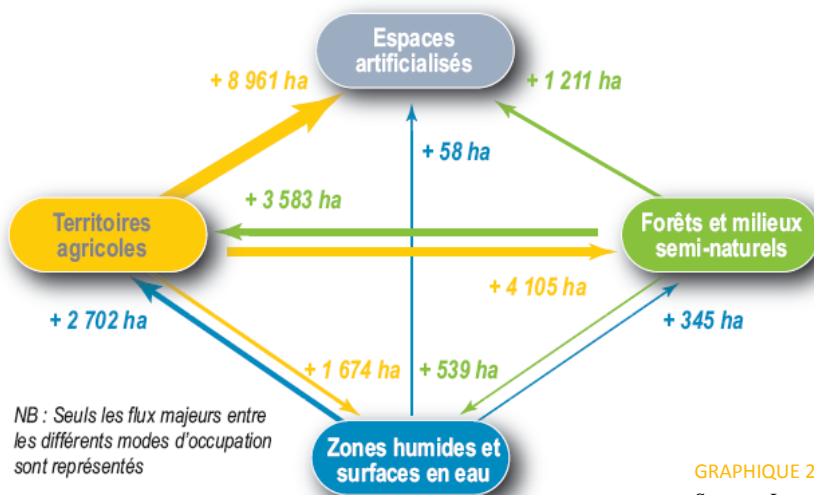 Espaces
artificialisés
+ 8 961 ha
+ 1 211 ha
+ 58 ha
+ 3 583 ha
Territoires
agricoles
Forêts et milieux
semi-naturels
+ 4 105 ha
+ 2 702 ha
+ 345 ha
+ 1 674 ha
+ 539 ha
NB : Seuls les flux majeurs entre
les différents modes d'occupation
sont représentés
Zones humides et
surfaces en eau
GRAPHIQUE 2